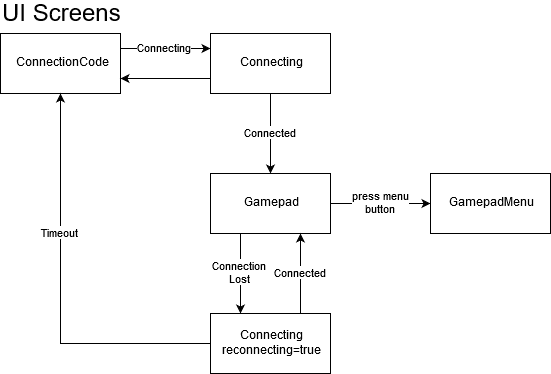 UI Screens
ConnectionCode
Connecting
Connecting
Connected
Gamepad
press menu
button
GamepadMenu
Timeout
Connection
Lost
Connected
Connecting
reconnecting=true